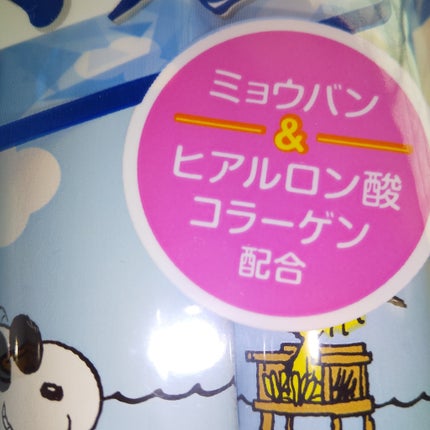 ミョウバン
&
ヒアルロン酸
コラーゲン
配合